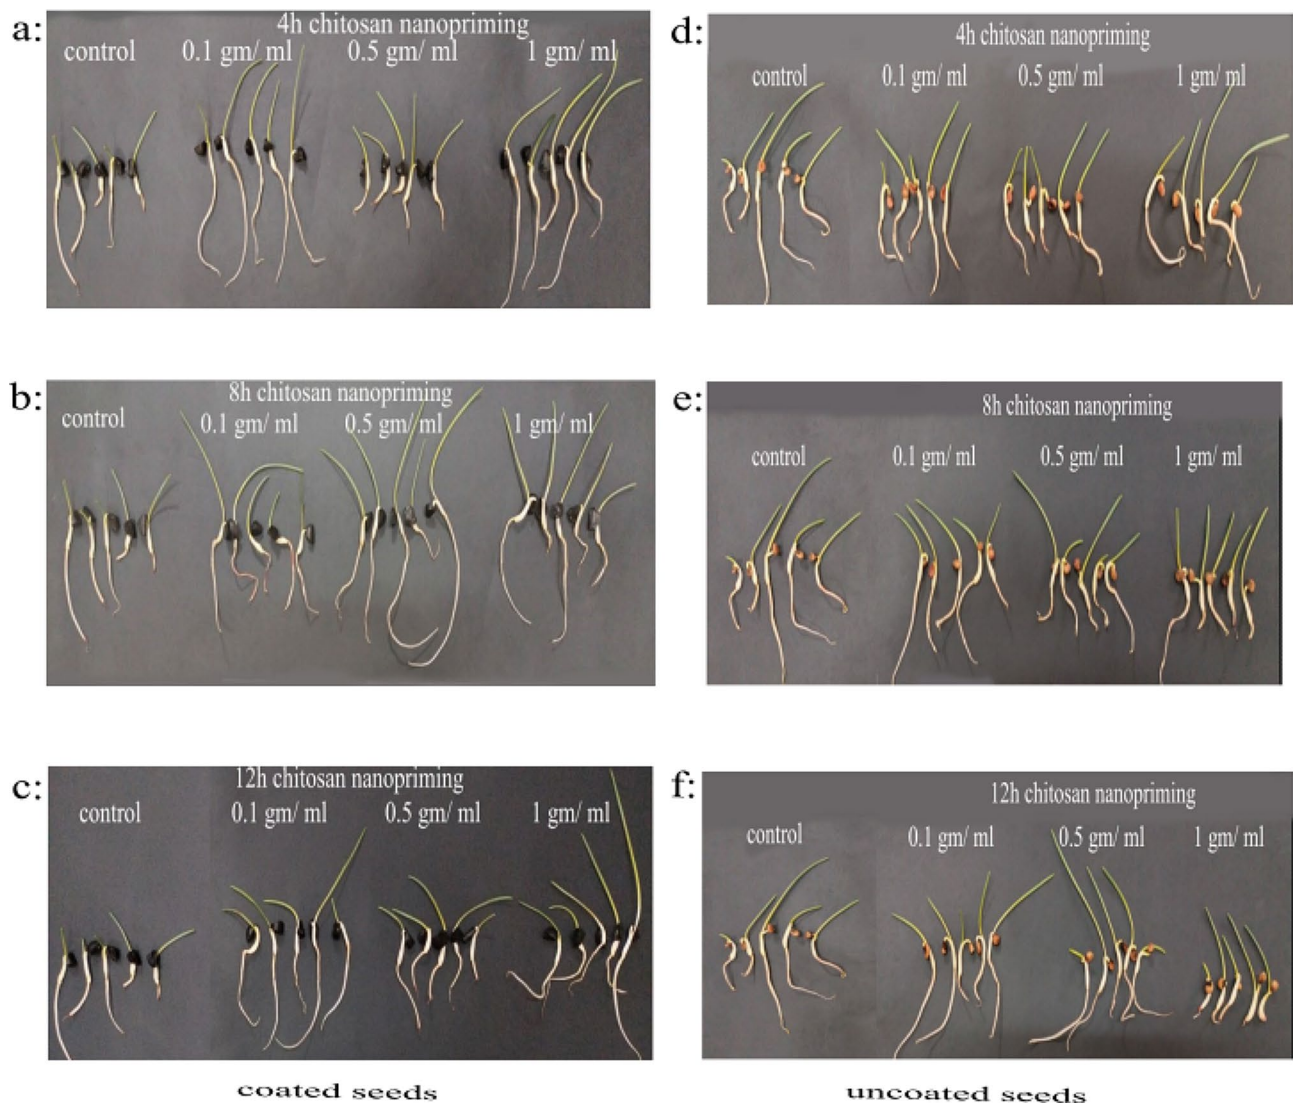 a:
4h chitosan nanopriming
control 0.1 gm/ ml 0.5 gm/ ml 1 gm/ ml
d:
4h chitosan nanopriming
control 0.1 gm/ ml 0.5 gm/ ml 1 gm/ ml
b:
8h chitosan nanopriming
control 0.1 gm/ ml 0.5 gm/ ml 1 gm/ ml
e:
8h chitosan nanopriming
control 0.1 gm/ ml 0.5 gm/ ml 1 gm/ ml
c:
12h chitosan nanopriming
control 0.1 gm/ ml 0.5 gm/ ml 1 gm/ ml
f:
12h chitosan nanopriming
control 0.1 gm/ ml 0.5 gm/ ml 1 gm/ ml
coated seeds
uncoated seeds